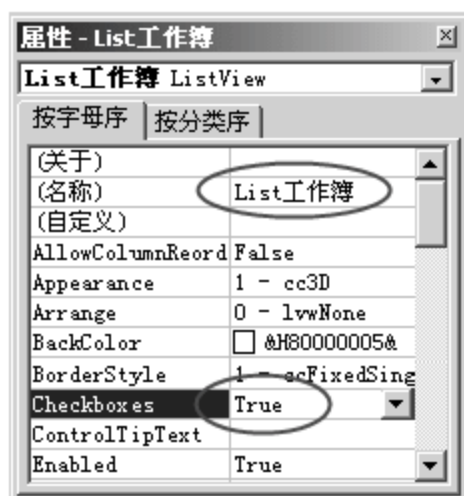 属性 - List工作簿
List工作簿 ListView
按字母序 按分类序
(关于)
(名称) List工作簿
(自定义)
AllowColumnReord False
Appearance 1 - cc3D
Arrange 0 - lvwNone
BackColor &H80000005&
BorderStyle 1 - ccFixedSing
Checkboxes True
ControlTipText
Enabled True